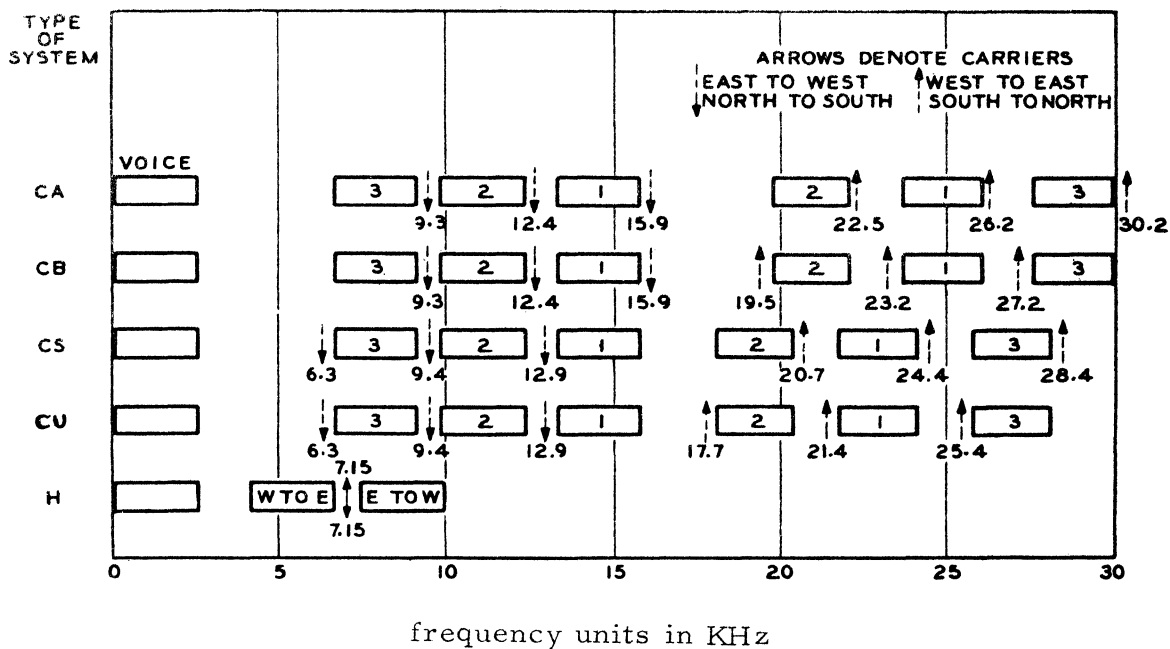 TYPE
OF
SYSTEM
ARROWS DENOTE CARRIERS
EAST TO WEST
NORTH TO SOUTH
WEST TO EAST
SOUTH TO NORTH
VOICE
CA
3 2 1 2 1 3
9.3 12.4 15.9 22.5 26.2 30.2
CB
3 2 1 2 1 3
9.3 12.4 15.9 19.5 23.2 27.2
CS
3 2 1 2 1 3
6.3 9.4 12.9 20.7 24.4 28.4
CU
3 2 1 2 1 3
6.3 9.4 12.9 17.7 21.4 25.4
7.15
H
W TO E E TO W
7.15
0 5 10 15 20 25 30
frequency units in KHz